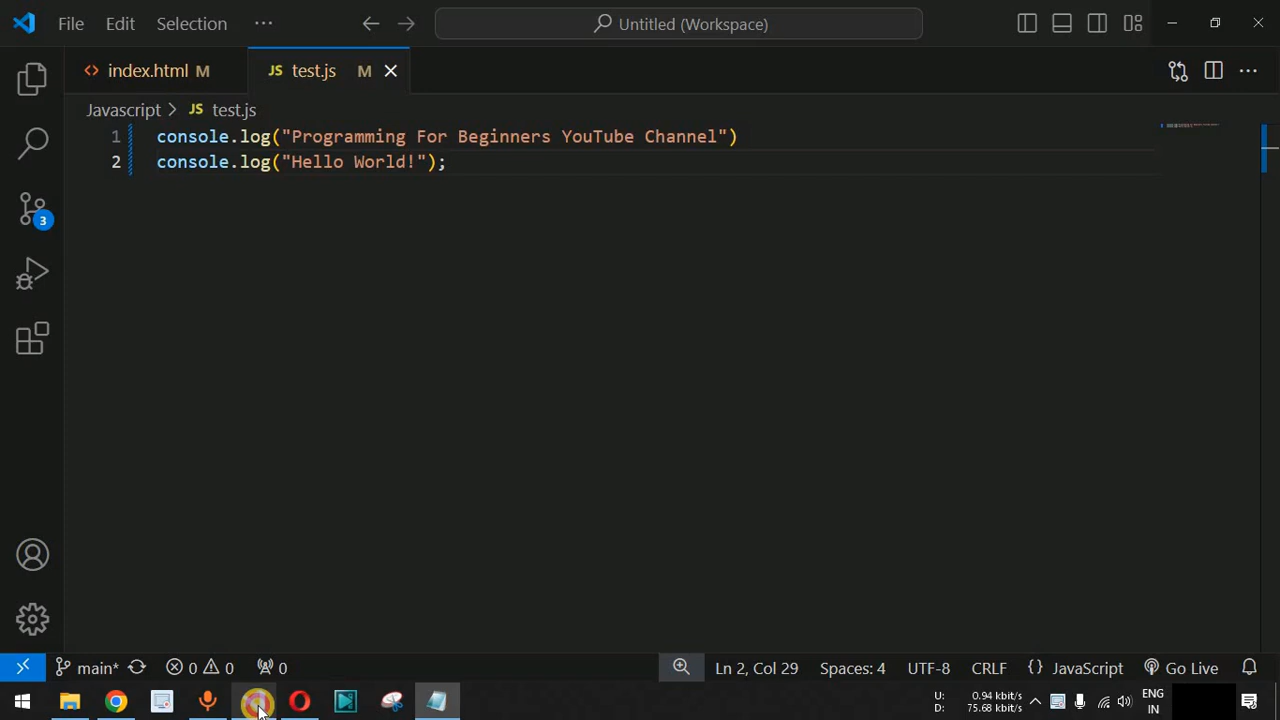 File Edit Selection ··· Untitled (Workspace)
index.html M test.js M
Javascript > JS test.js
1 console.log("Programming For Beginners YouTube Channel")
2 console.log("Hello World!");
3
main* 0 0 0 Ln 2, Col 29 Spaces: 4 UTF-8 CRLF {} JavaScript Go Live
U: 0.94 kbit/s
D: 75.68 kbit/s
ENG
IN